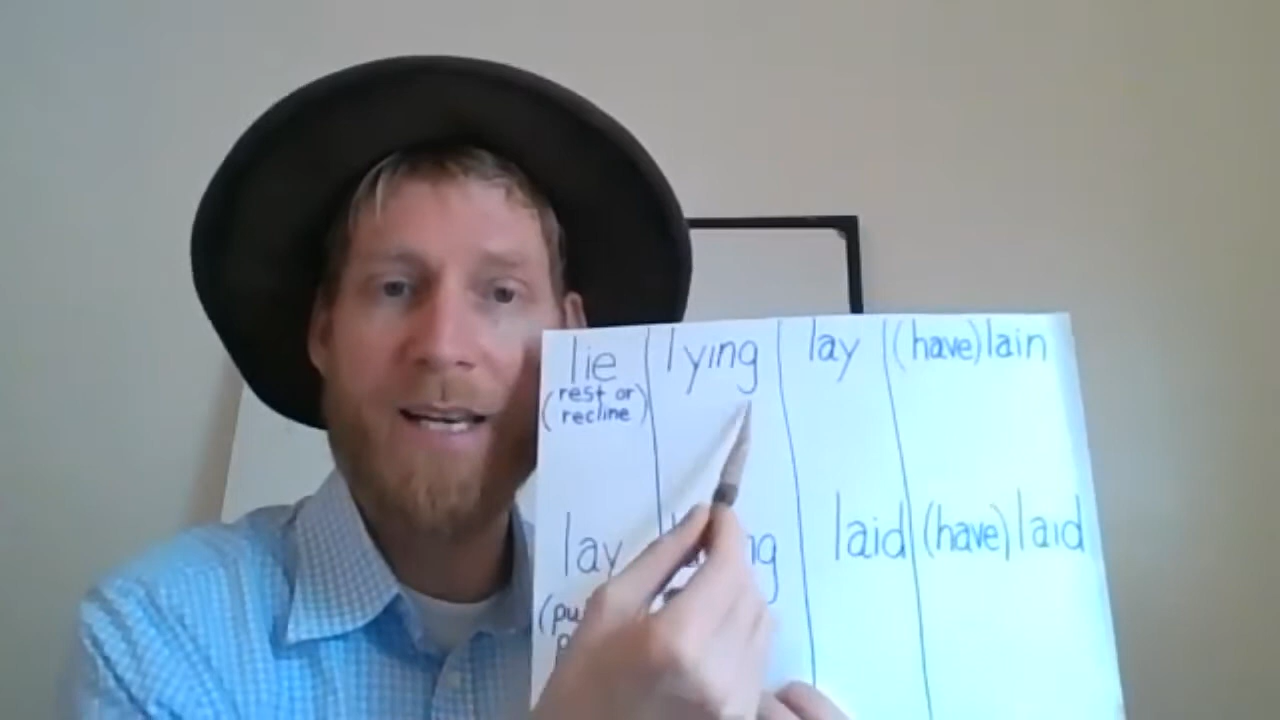 lie lying lay (have) lain
(rest or
recline)
lay laid (have) laid